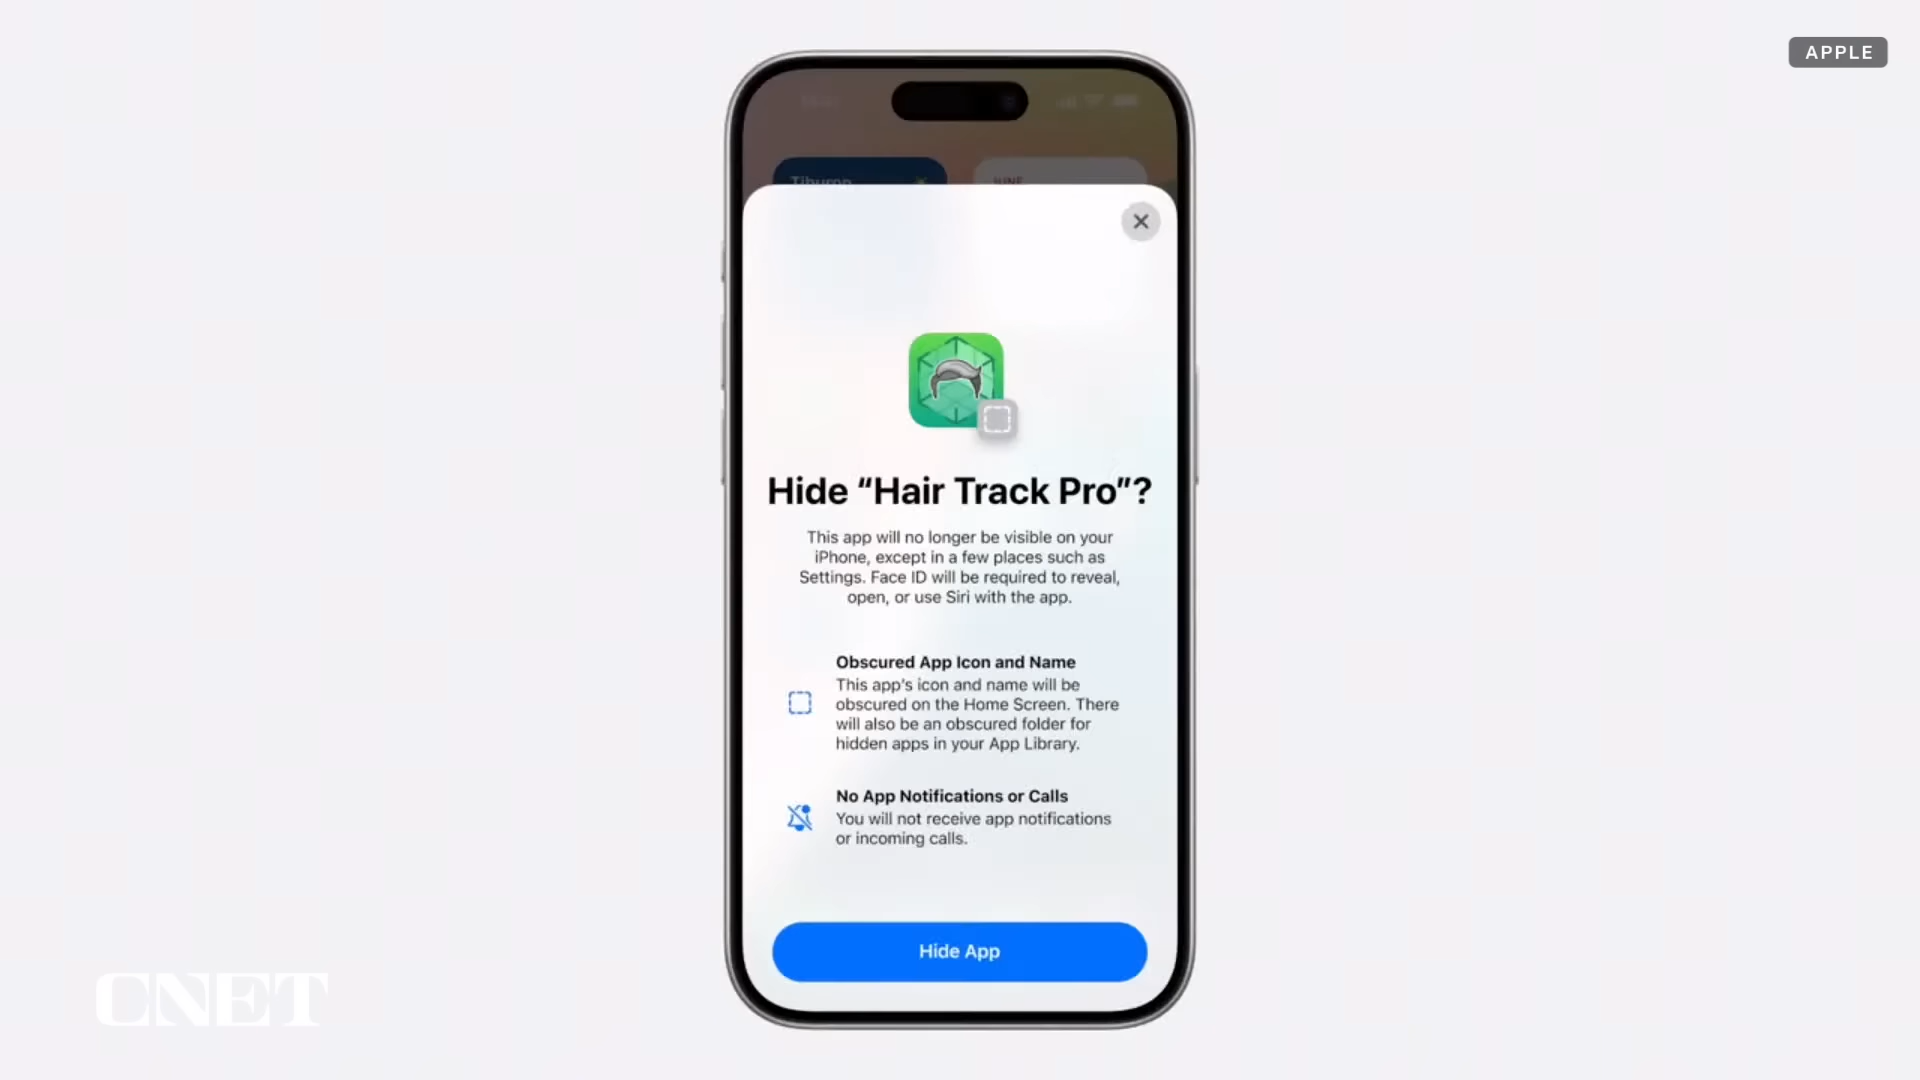 APPLE
Tiburon
JUNE
Hide “Hair Track Pro”?
This app will no longer be visible on your
iPhone, except in a few places such as
Settings. Face ID will be required to reveal,
open, or use Siri with the app.
Obscured App Icon and Name
This app’s icon and name will be
obscured on the Home Screen. There
will also be an obscured folder for
hidden apps in your App Library.
No App Notifications or Calls
You will not receive app notifications
or incoming calls.
Hide App
CNET